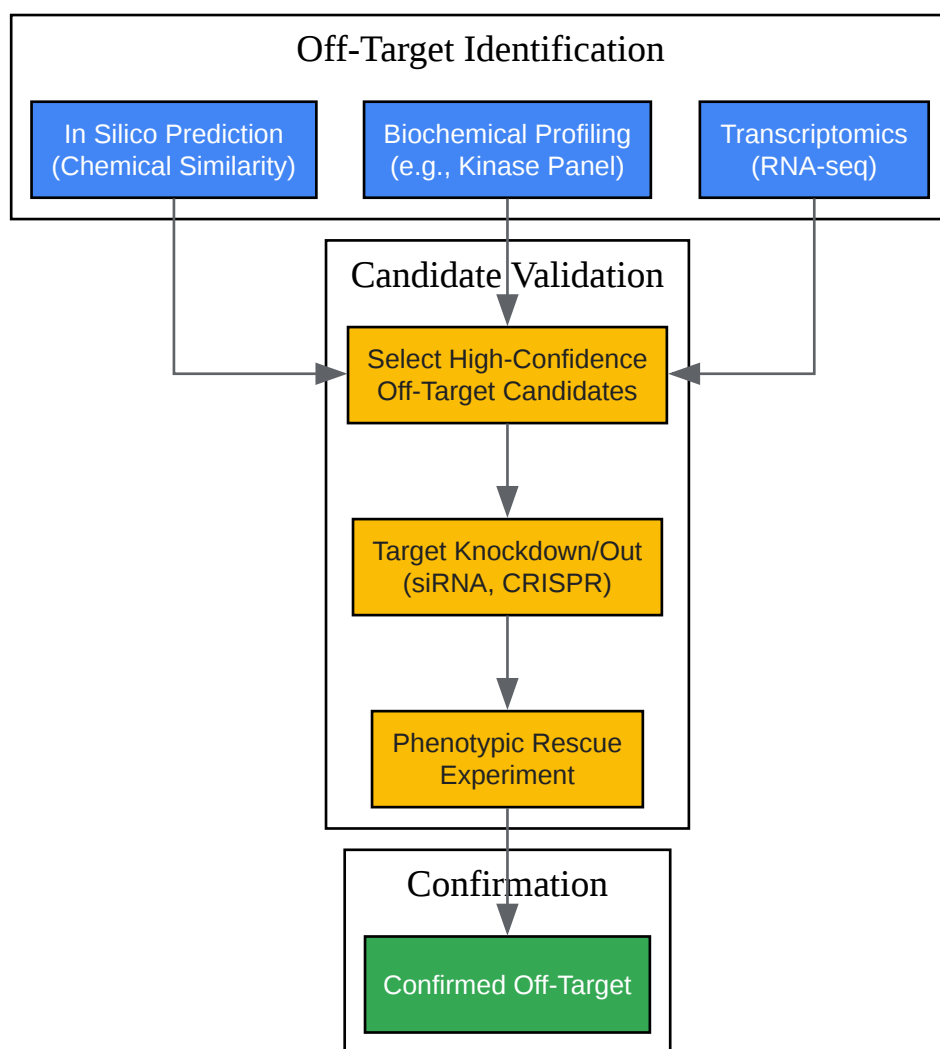 Off-Target Identification
In Silico Prediction
(Chemical Similarity)
Biochemical Profiling
(e.g., Kinase Panel)
Transcriptomics
(RNA-seq)
Candidate Validation
Select High-Confidence
Off-Target Candidates
Target Knockdown/Out
(siRNA, CRISPR)
Phenotypic Rescue
Experiment
Confirmation
Confirmed Off-Target